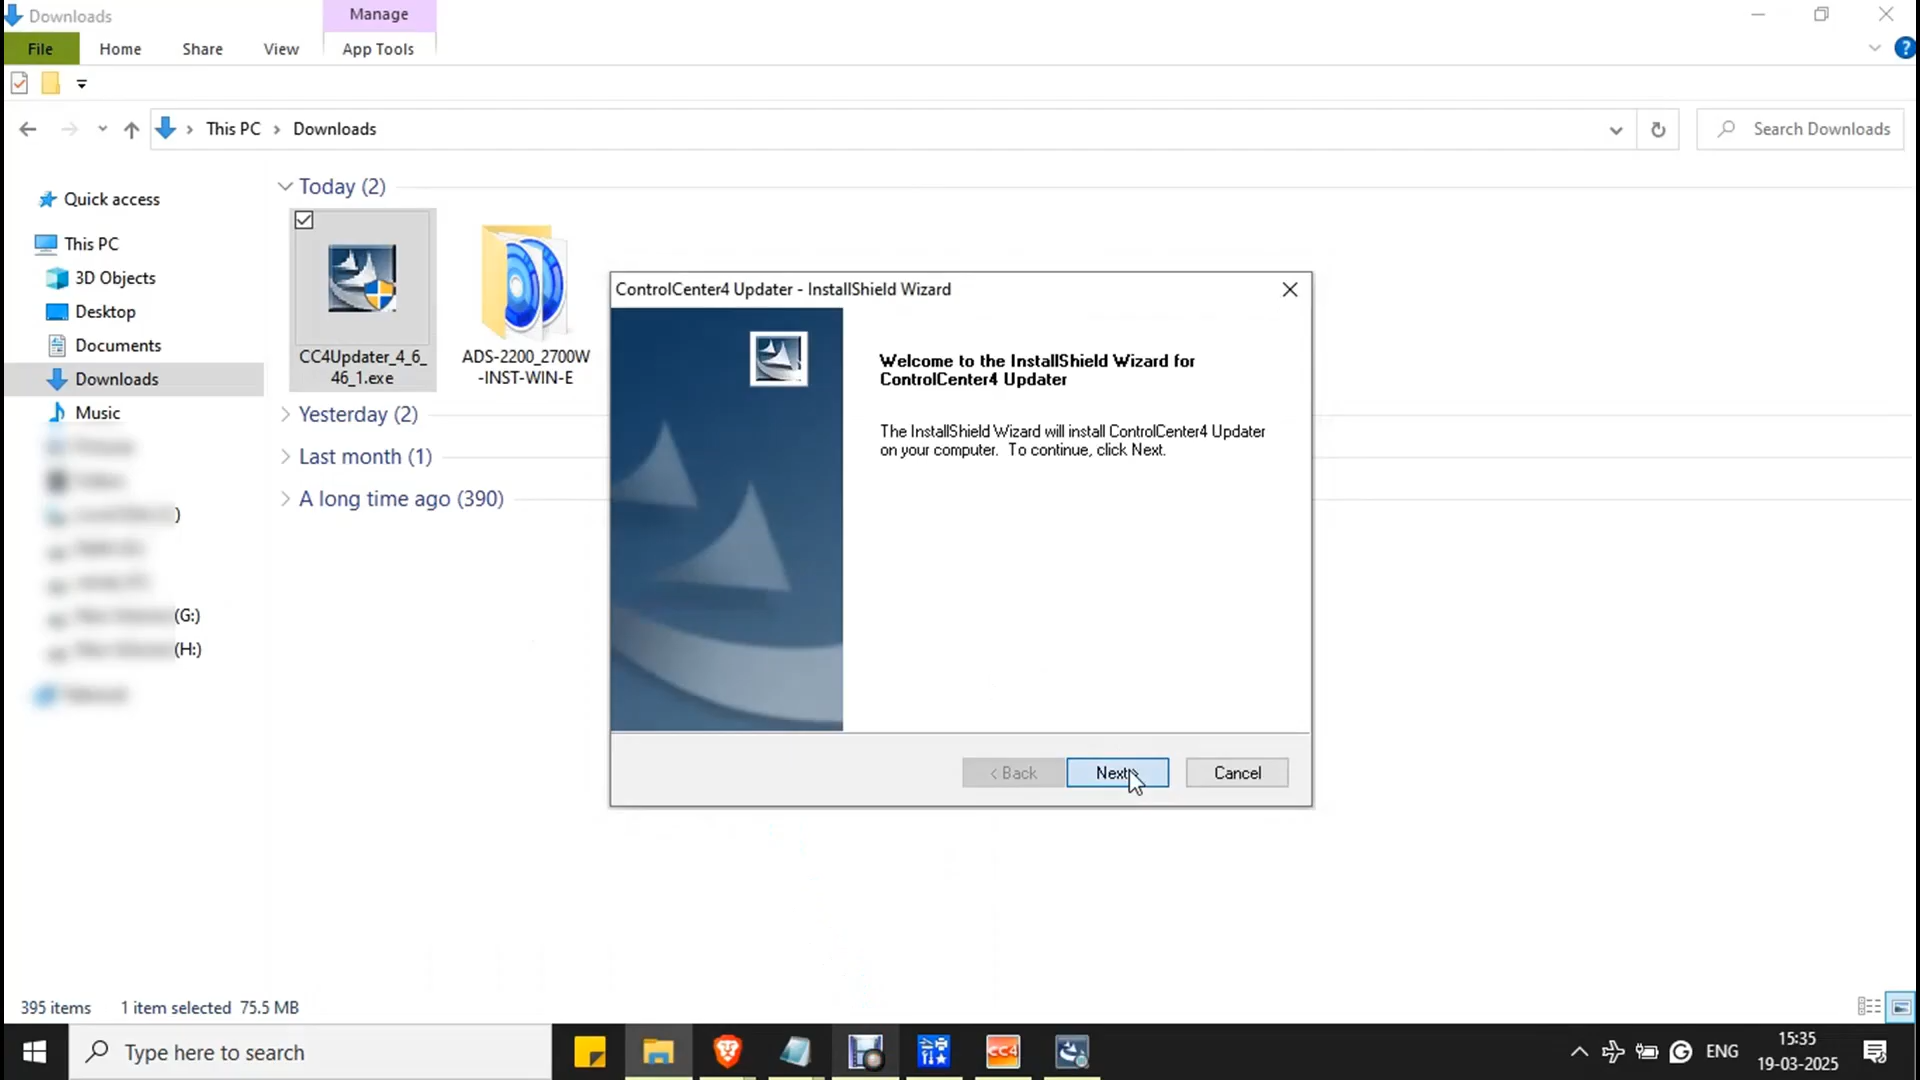 Downloads
Manage
File
Home
Share
View
App Tools
This PC
Downloads
Search Downloads
Quick access
This PC
3D Objects
Desktop
Documents
Downloads
Music
)
(G:)
(H:)
Today (2)
CC4Updater_4_6_
46_1.exe
ADS-2200_2700W
-INST-WIN-E
Yesterday (2)
Last month (1)
A long time ago (390)
ControlCenter4 Updater - InstallShield Wizard
Welcome to the InstallShield Wizard for
ControlCenter4 Updater
The InstallShield Wizard will install ControlCenter4 Updater
on your computer. To continue, click Next.
< Back
Next
Cancel
395 items
1 item selected 75.5 MB
Type here to search
CC4
ENG
15:35
19-03-2025